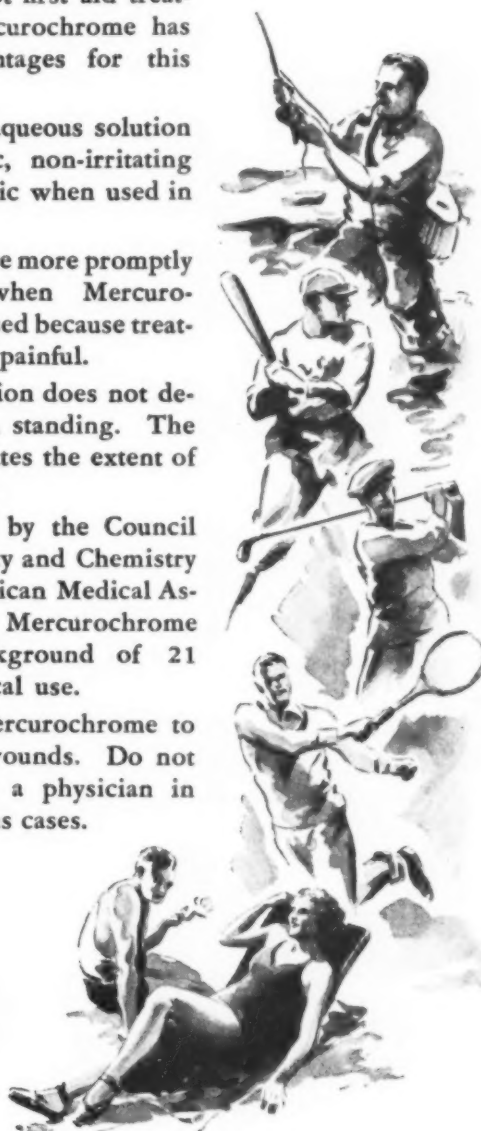 t first aid treat-
curochrome has
ntages for this
queous solution
c, non-irritating
ic when used in
e more promptly
when Mercuro-
ed because treat-
painful.
ion does not de-
standing. The
tes the extent of
by the Council
y and Chemistry
ican Medical As-
Mercurochrome
kground of 21
cal use.
ercurochrome to
wounds. Do not
a physician in
s cases.